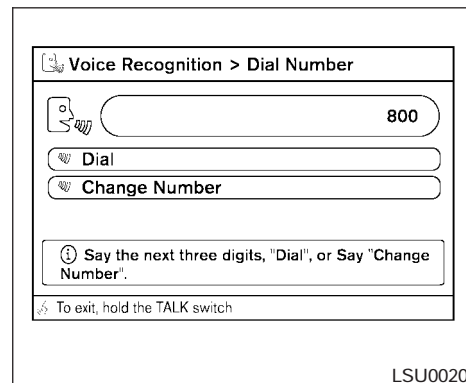 Voice Recognition > Dial Number
800
Dial
Change Number
ⓘ Say the next three digits, "Dial", or Say "Change
Number".
To exit, hold the TALK switch
LSU0020